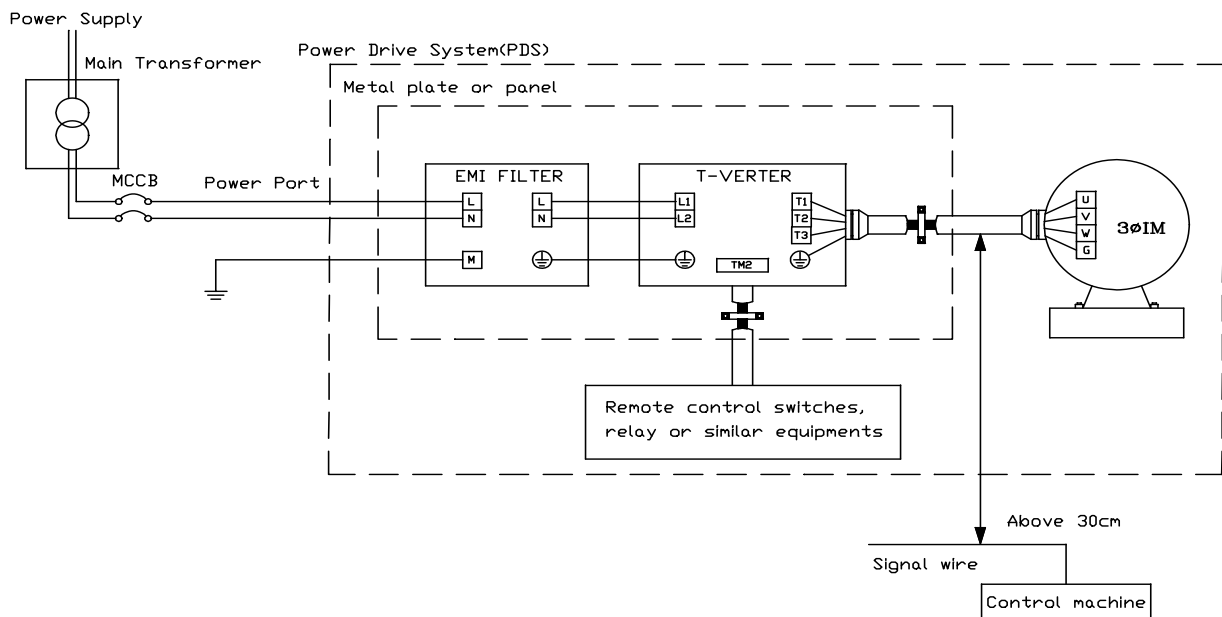 Power Supply
Main Transformer
Power Drive System(PDS)
Metal plate or panel
MCCB
Power Port
EMI FILTER
L
N
M
L
N
T-VERTER
L1
L2
T1
T2
T3
TM2
U
V
W
G
3øIM
Remote control switches,
relay or similar equipments
Above 30cm
Signal wire
Control machine